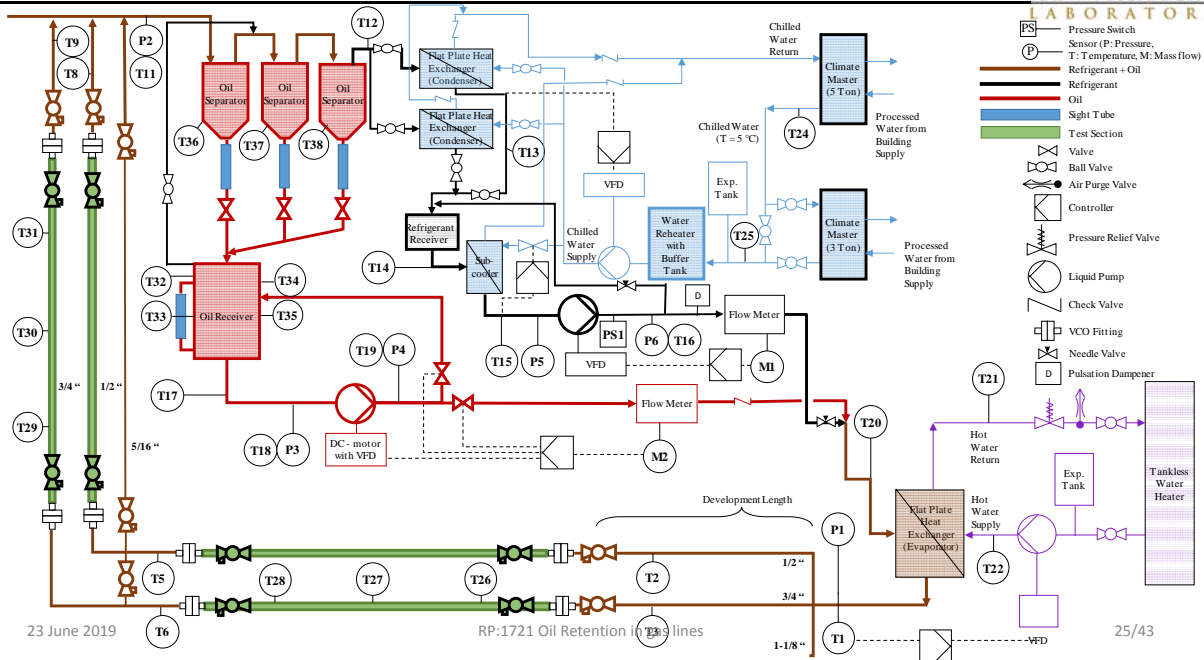 LABORATOR
T9
P2
T8
T11
T12
Oil
Separator
Oil
Separator
Oil
Separator
T36
T37
T38
Flat Plate Heat
Exchanger
(Condenser)
Flat Plate Heat
Exchanger
(Condenser)
T13
Chilled
Water
Return
Climate
Master
(5 Ton)
T24
Processed
Water from
Building
Supply
Chilled Water
(T = 5 °C)
VFD
Exp.
Tank
Refrigerant
Receiver
Sub-
cooler
T14
Chilled
Water
Supply
Water
Reheater
with
Buffer
Tank
T25
Climate
Master
(3 Ton)
Processed
Water from
Building
Supply
PS
Pressure Switch
P
Sensor (P: Pressure,
T: Temperature, M: Mass flow)
Refrigerant + Oil
Refrigerant
Oil
Sight Tube
Test Section
Valve
Ball Valve
Air Purge Valve
Controller
Pressure Relief Valve
Liquid Pump
Check Valve
VCO Fitting
Needle Valve
D
Pulsation Dampener
T31
T30
T29
3/4 “
1/2 “
5/16 “
T32
T33
T34
T35
Oil Receiver
T17
T19
P4
T18
P3
DC - motor
with VFD
T15
P5
PS1
VFD
P6
T16
D
Flow Meter
M1
Flow Meter
M2
T20
T21
Hot
Water
Return
Exp.
Tank
Tankless
Water
Heater
Hot
Water
Supply
T22
VFD
Flat Plate
Heat
Exchanger
(Evaporator)
Development Length
P1
T1
T5
T28
T27
T26
T2
1/2 “
3/4 “
T6
T3
1-1/8 “
23 June 2019
RP:1721 Oil Retention in gas lines
25/43